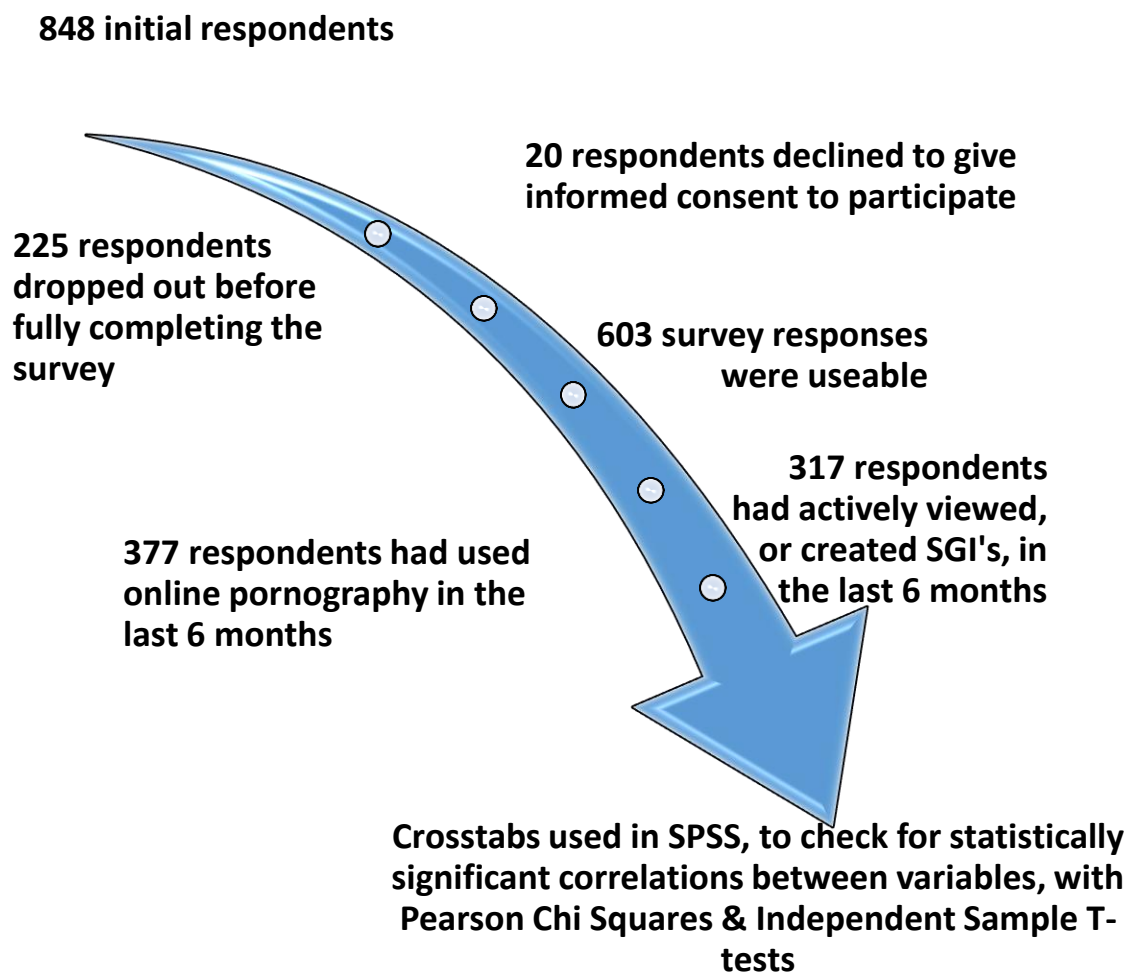 848 initial respondents
20 respondents declined to give
informed consent to participate
225 respondents
dropped out before
fully completing the
survey
603 survey responses
were useable
377 respondents had used
online pornography in the
last 6 months
317 respondents
had actively viewed,
or created SGI's, in
the last 6 months
Crosstabs used in SPSS, to check for statistically
significant correlations between variables, with
Pearson Chi Squares & Independent Sample T-
tests